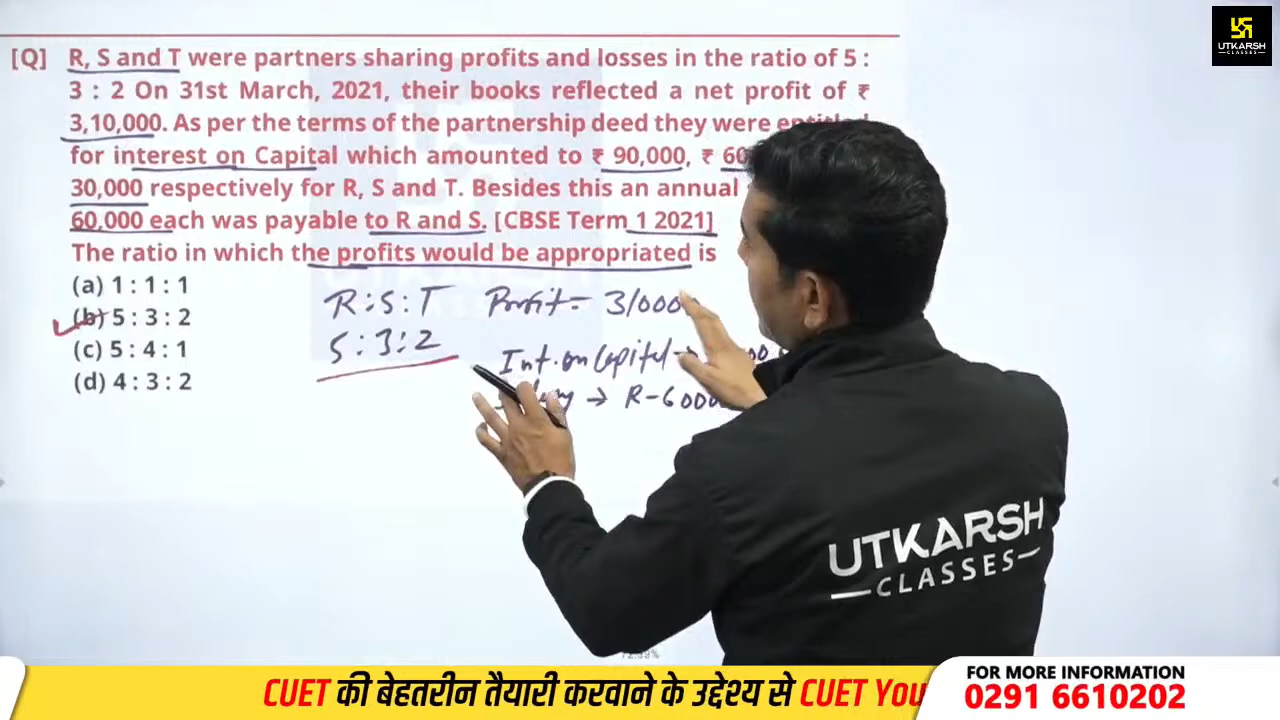 [Q] R, S and T were partners sharing profits and losses in the ratio of 5 :
3 : 2 On 31st March, 2021, their books reflected a net profit of ₹
3,10,000. As per the terms of the partnership deed they were entitled
for interest on Capital which amounted to ₹ 90,000, ₹ 60
30,000 respectively for R, S and T. Besides this an annual
60,000 each was payable to R and S. [CBSE Term 1 2021]
The ratio in which the profits would be appropriated is
(a) 1 : 1 : 1
(b) 5 : 3 : 2
(c) 5 : 4 : 1
(d) 4 : 3 : 2
R : S : T
5 : 3 : 2
Profit = 31000
Int. on Capital →
→ R - 6000
UTKARSH
CLASSES
UTKARSH
CLASSES
CUET की बेहतरीन तैयारी करवाने के उद्देश्य से CUET You
FOR MORE INFORMATION
0291 6610202